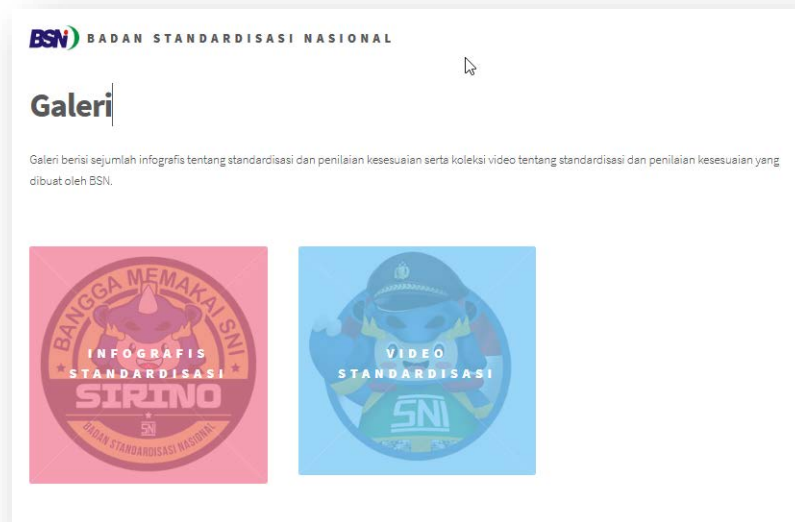 BSN BADAN STANDARDISASI NASIONAL
Galeri
Galeri berisi sejumlah infografis tentang standardisasi dan penilaian kesesuaian serta koleksi video tentang standardisasi dan penilaian kesesuaian yang
dibuat oleh BSN.
BANGGA MEMAKAI SNI
INFOGRAFIS
STANDARDISASI
SIRINO
SNI
BADAN STANDARDISASI NASIONAL
VIDEO
STANDARDISASI
SNI